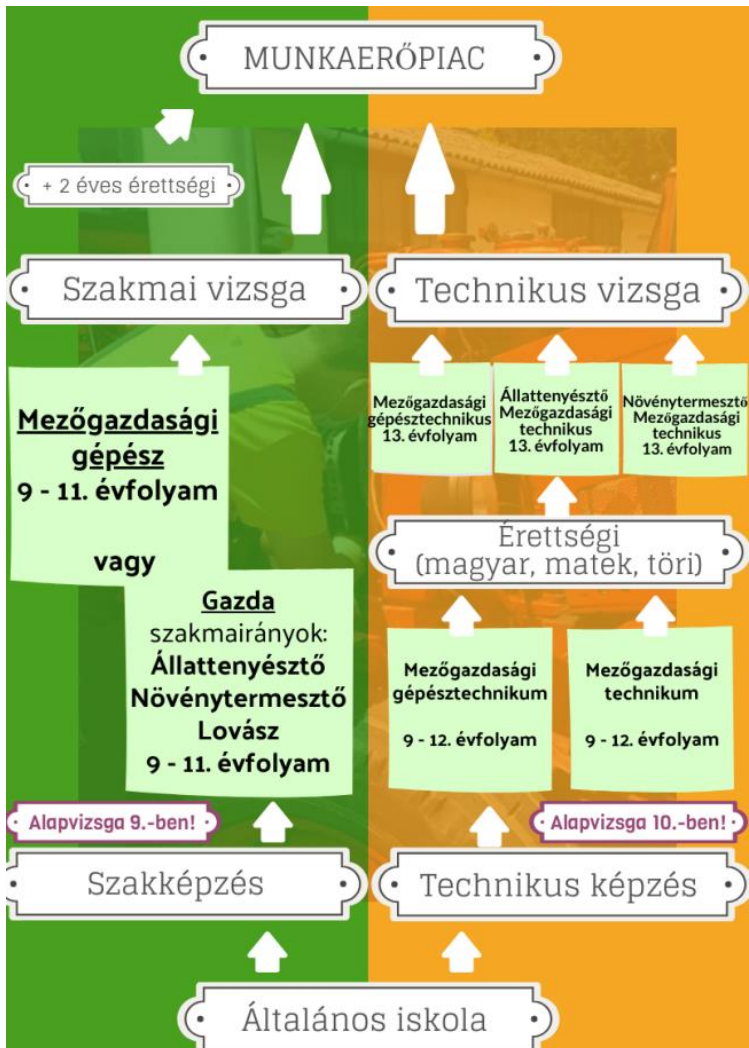 MUNKAERŐPIAC
+ 2 éves érettségi
Szakmai vizsga
Technikus vizsga
Mezőgazdasági
gépész
9 - 11. évfolyam
vagy
Gazda
szakmairányok:
Állattenyésztő
Növénytermesztő
Lovász
9 - 11. évfolyam
Mezőgazdasági
gépésztechnikus
13. évfolyam
Állattenyésztő
Mezőgazdasági
technikus
13. évfolyam
Növénytermesztő
Mezőgazdasági
technikus
13. évfolyam
Érettségi
(magyar, matek, töri)
Mezőgazdasági
gépésztechnikum
9 - 12. évfolyam
Mezőgazdasági
technikum
9 - 12. évfolyam
Alapvizsga 9.-ben!
Alapvizsga 10.-ben!
Szakképzés
Technikus képzés
Általános iskola